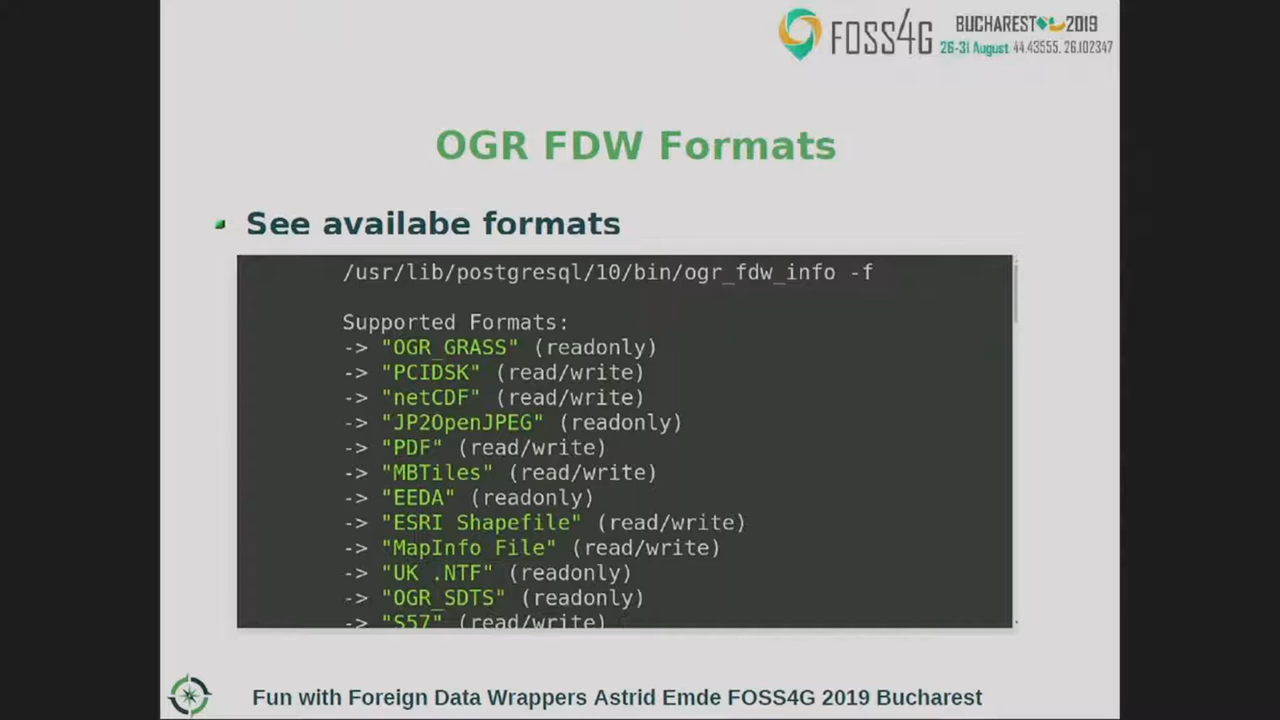 FOSS4G
BUCHAREST 2019
26-31 August 44.43555, 26.102347
OGR FDW Formats
See availabe formats
/usr/lib/postgresql/10/bin/ogr_fdw_info -f
Supported Formats:
-> "OGR_GRASS" (readonly)
-> "PCIDSK" (read/write)
-> "netCDF" (read/write)
-> "JP2OpenJPEG" (readonly)
-> "PDF" (read/write)
-> "MBTiles" (read/write)
-> "EEDA" (readonly)
-> "ESRI Shapefile" (read/write)
-> "MapInfo File" (read/write)
-> "UK .NTF" (readonly)
-> "OGR_SDTS" (readonly)
-> "S57" (read/write)
Fun with Foreign Data Wrappers Astrid Emde FOSS4G 2019 Bucharest